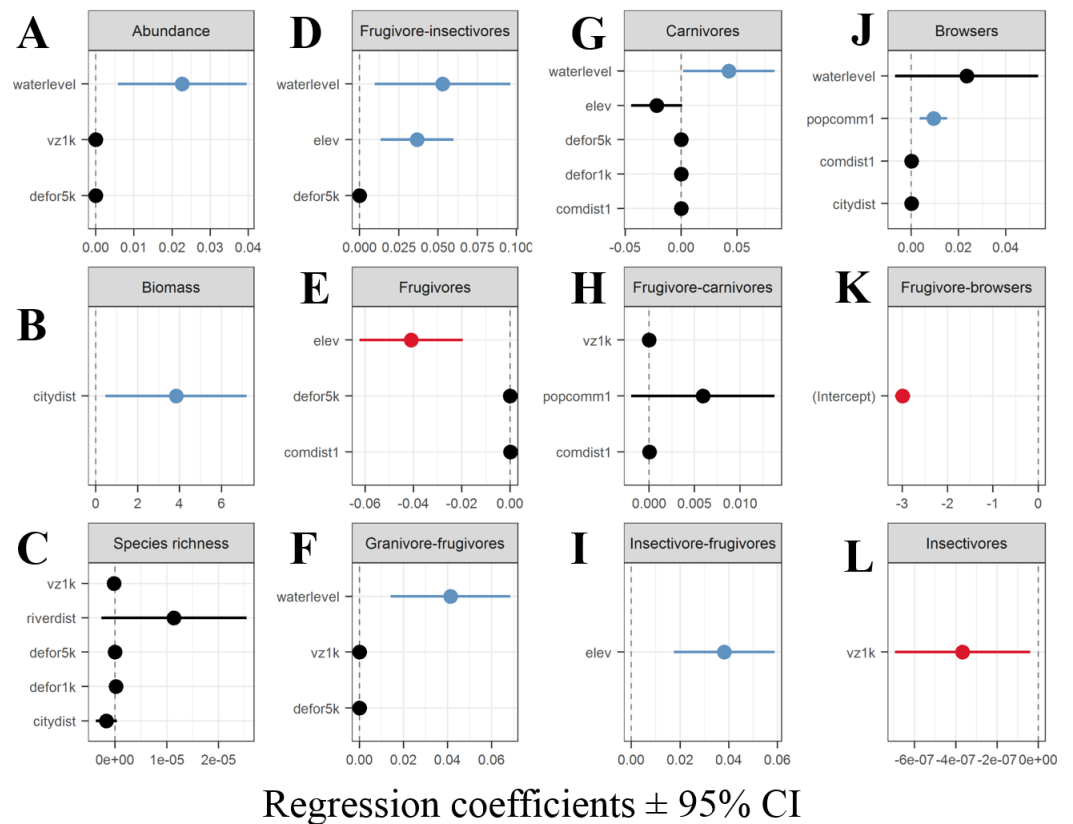 A
Abundance
waterlevel
vz1k
defor5k
0.00 0.01 0.02 0.03 0.04
D
Frugivore-insectivores
waterlevel
elev
defor5k
0.00 0.025 0.050 0.075 0.100
G
Carnivores
waterlevel
elev
defor5k
defor1k
comdist1
-0.05 0.00 0.05
J
Browsers
waterlevel
popcomm1
comdist1
citydist
0.00 0.02 0.04
B
Biomass
citydist
0 2 4 6
E
Frugivores
elev
defor5k
comdist1
-0.06 -0.04 -0.02 0.00
H
Frugivore-carnivores
vz1k
popcomm1
comdist1
0.000 0.005 0.010
K
Frugivore-browsers
(Intercept)
-3 -2 -1 0
C
Species richness
vz1k
riverdist
defor5k
defor1k
citydist
0e+00 1e-05 2e-05
F
Granivore-frugivores
waterlevel
vz1k
defor5k
0.00 0.02 0.04 0.06
I
Insectivore-frugivores
elev
0.00 0.02 0.04 0.06
L
Insectivores
vz1k
-6e-07 -4e-07 -2e-07 0e+00
Regression coefficients ± 95% CI